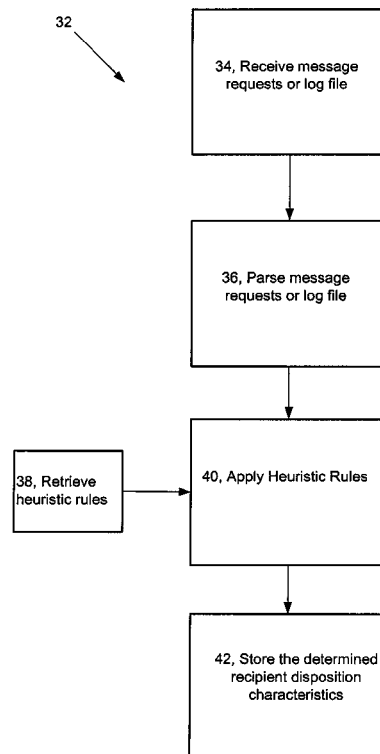 32
34, Receive message
requests or log file
36, Parse message
requests or log file
38, Retrieve
heuristic rules
40, Apply Heuristic Rules
42, Store the determined
recipient disposition
characteristics